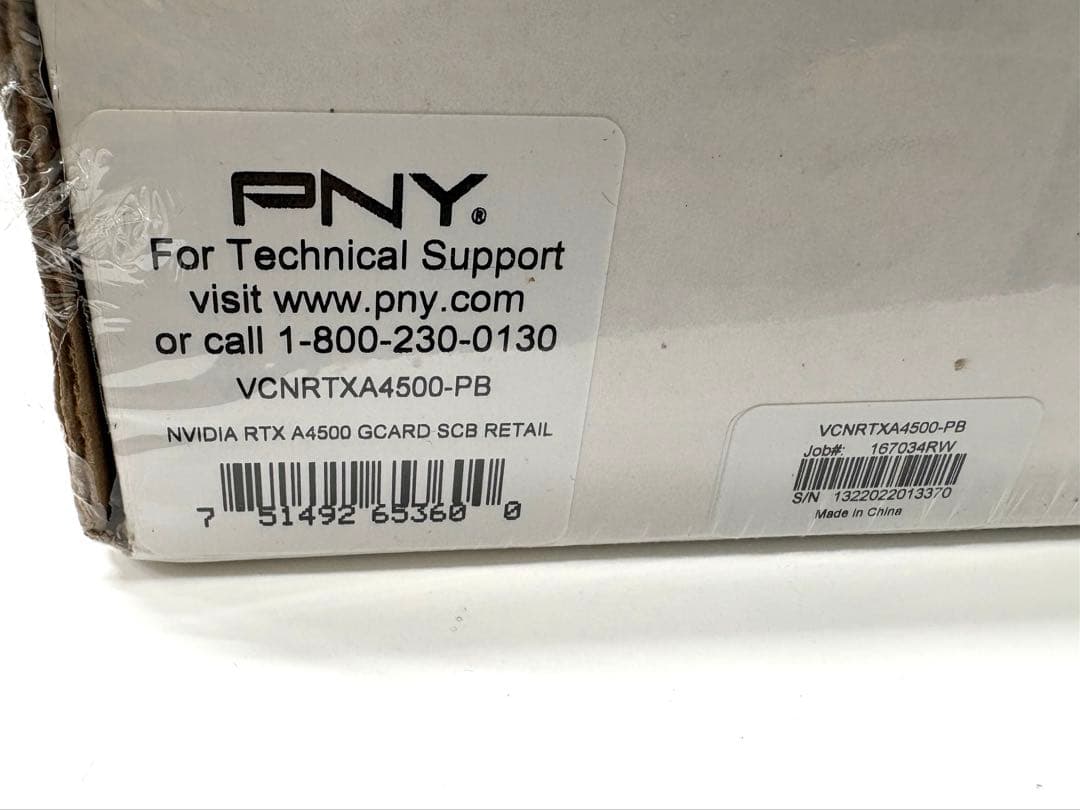 PNY®
For Technical Support
visit www.pny.com
or call 1-800-230-0130
VCNRTXA4500-PB
NVIDIA RTX A4500 GCARD SCB RETAIL
7 51492 65360 0
VCNRTXA4500-PB
Job#: 167034RW
S/N 1322022013370
Made in China